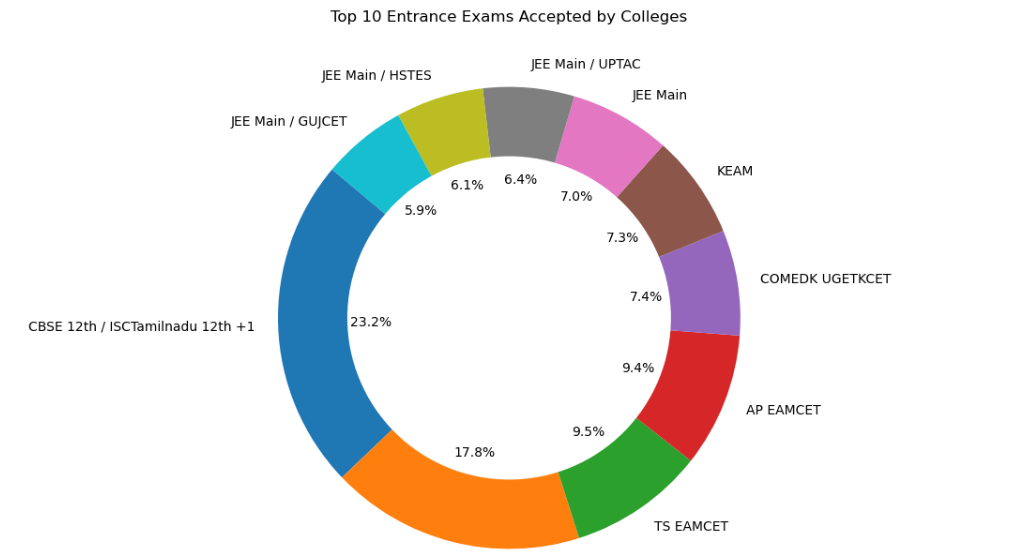 Top 10 Entrance Exams Accepted by Colleges
JEE Main / UPTAC
JEE Main / HSTES
JEE Main
JEE Main / GUJCET
KEAM
6.4%
6.1%
7.0%
5.9%
7.3%
COMEDK UGETKCET
7.4%
CBSE 12th / ISCTamilnadu 12th +1
23.2%
9.4%
AP EAMCET
9.5%
17.8%
TS EAMCET